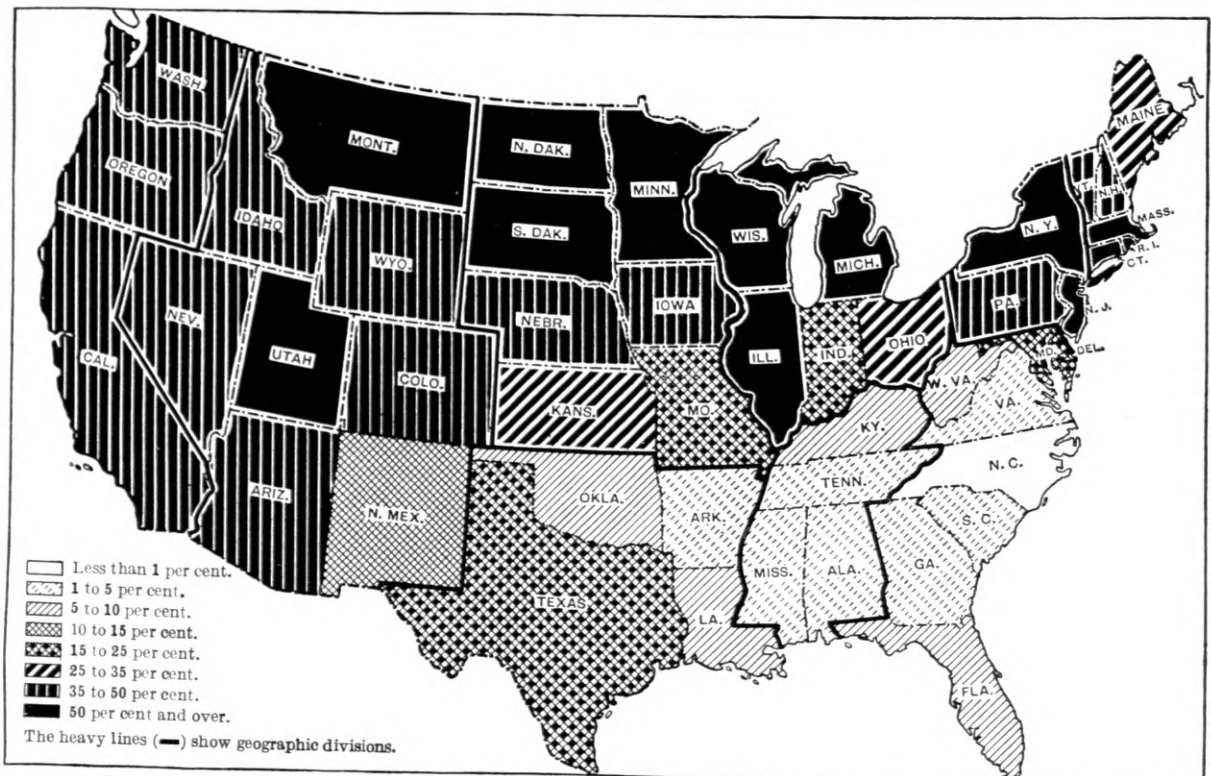 WASH.
OREGON
CAL.
NEV.
IDAHO
MONT.
WYO.
UTAH
COLO.
ARIZ.
N. MEX.
N. DAK.
S. DAK.
NEBR.
KANS.
OKLA.
TEXAS
MINN.
IOWA
MO.
ARK.
LA.
WIS.
ILL.
MICH.
IND.
OHIO
KY.
TENN.
MISS.
ALA.
GA.
FLA.
S. C.
N. C.
VA.
W. VA.
MD.
DEL.
PA.
N. J.
N. Y.
CT.
R. I.
MASS.
VT.
N.H.
MAINE
Less than 1 per cent.
1 to 5 per cent.
5 to 10 per cent.
10 to 15 per cent.
15 to 25 per cent.
25 to 35 per cent.
35 to 50 per cent.
50 per cent and over.
The heavy lines (▬) show geographic divisions.